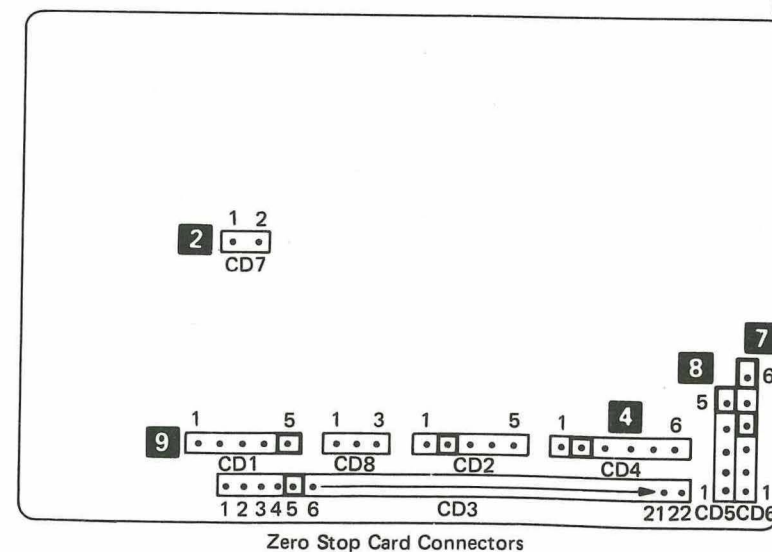 1 2
2
CD7
7
8 6
5
1 5 1 3 1 5 1 4 6
9
CD1 CD8 CD2 CD4
1 2 3 4 5 6 CD3 21 22 1 CD5 CD6 1
Zero Stop Card Connectors